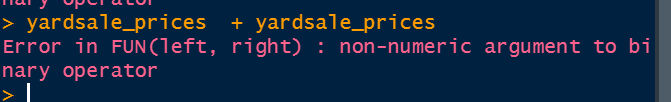 nary operator
> yardsale_prices  + yardsale_prices
Error in FUN(left, right) : non-numeric argument to bi
nary operator
>